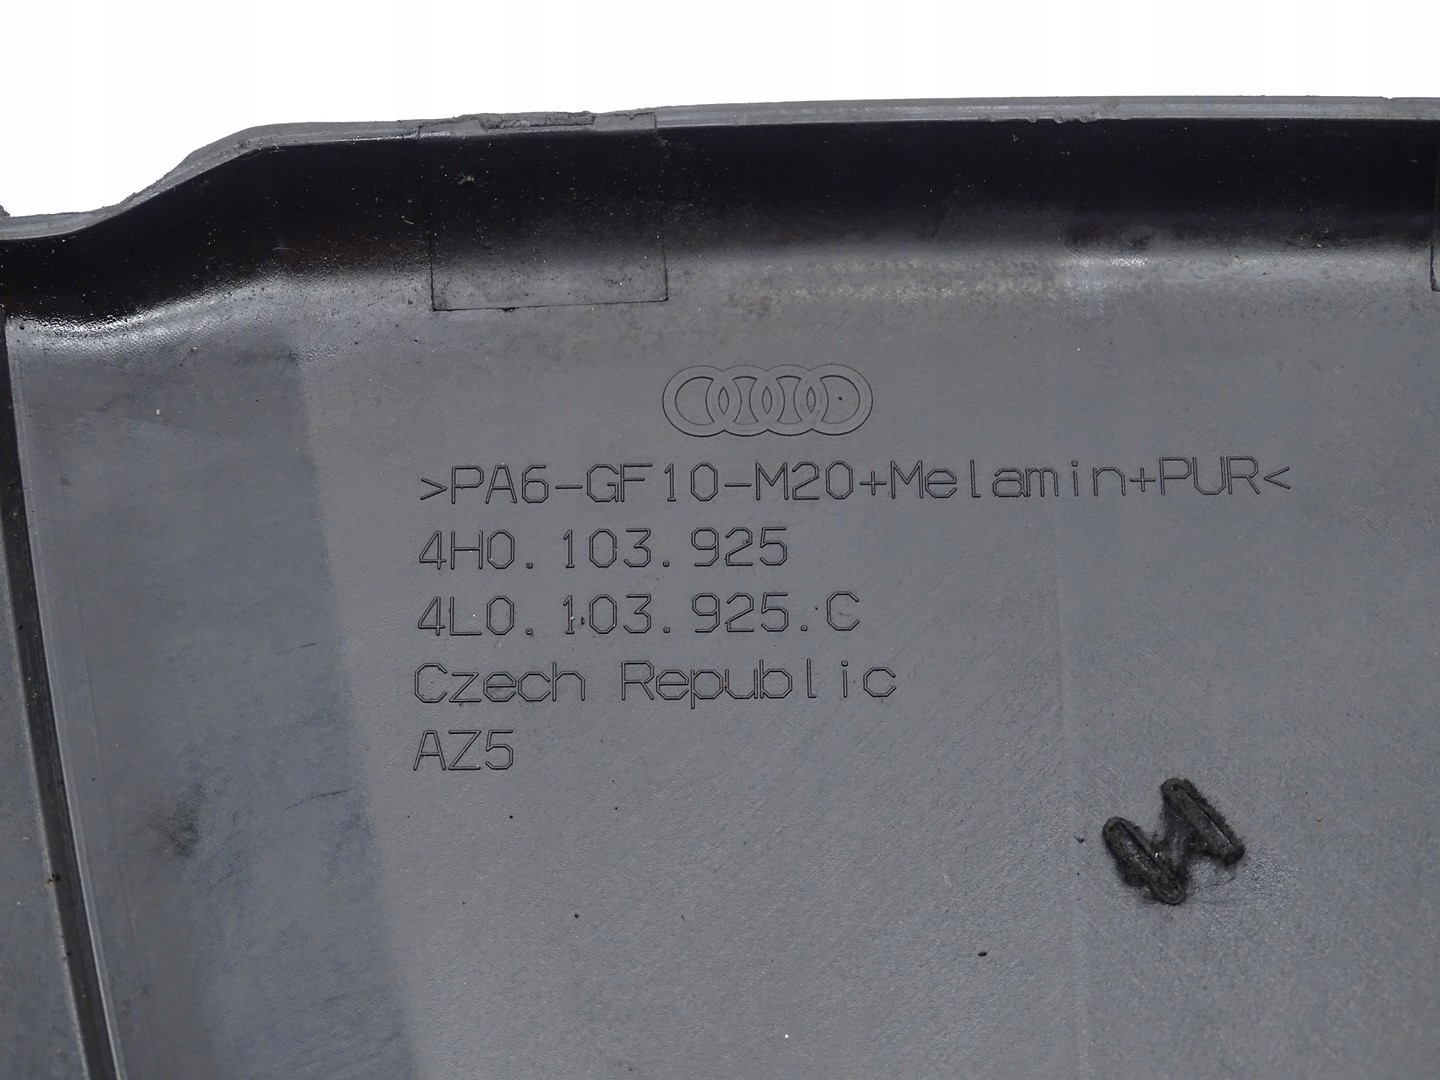 >PA6-GF10-M20+Melamin+PUR<
4H0.103.925
4L0.103.925.C
Czech Republic
AZ5